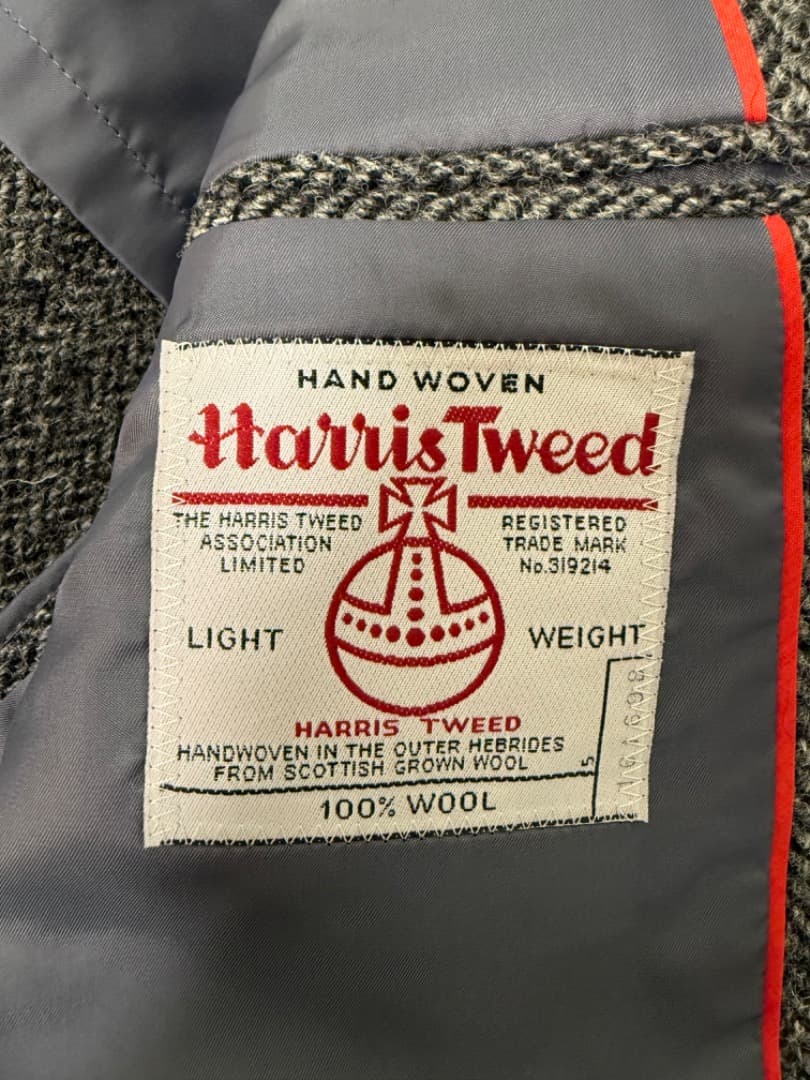 HAND WOVEN
Harris Tweed
THE HARRIS TWEED
ASSOCIATION
LIMITED
REGISTERED
TRADE MARK
No.319214
LIGHT WEIGHT
HARRIS TWEED
HANDWOVEN IN THE OUTER HEBRIDES
FROM SCOTTISH GROWN WOOL
5
100% WOOL